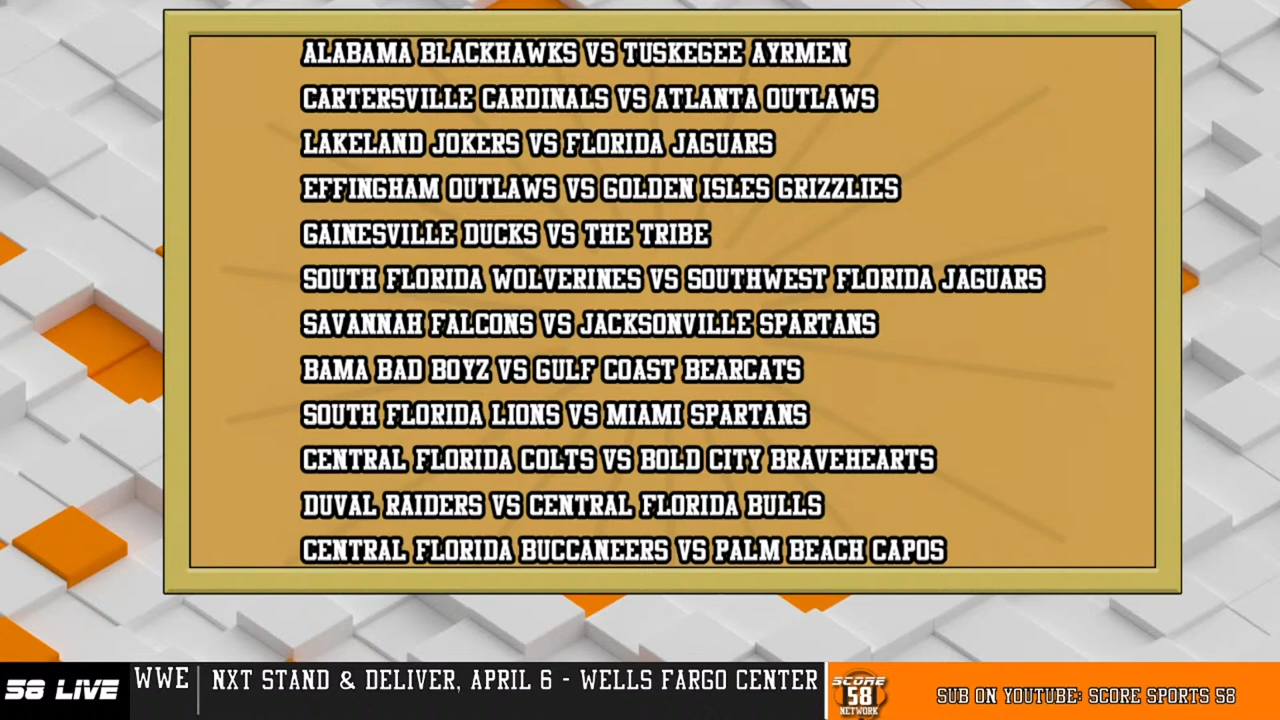 ALABAMA BLACKHAWKS VS TUSKEGEE AYRMEN
CARTERSVILLE CARDINALS VS ATLANTA OUTLAWS
LAKELAND JOKERS VS FLORIDA JAGUARS
EFFINGHAM OUTLAWS VS GOLDEN ISLES GRIZZLIES
GAINESVILLE DUCKS VS THE TRIBE
SOUTH FLORIDA WOLVERINES VS SOUTHWEST FLORIDA JAGUARS
SAVANNAH FALCONS VS JACKSONVILLE SPARTANS
BAMA BAD BOYZ VS GULF COAST BEARCATS
SOUTH FLORIDA LIONS VS MIAMI SPARTANS
CENTRAL FLORIDA COLTS VS BOLD CITY BRAVEHEARTS
DUVAL RAIDERS VS CENTRAL FLORIDA BULLS
CENTRAL FLORIDA BUCCANEERS VS PALM BEACH CAPOS
58 LIVE
WWE
NXT STAND & DELIVER, APRIL 6 - WELLS FARGO CENTER
SCORE
58
NETWORK
SUB ON YOUTUBE: SCORE SPORTS 58